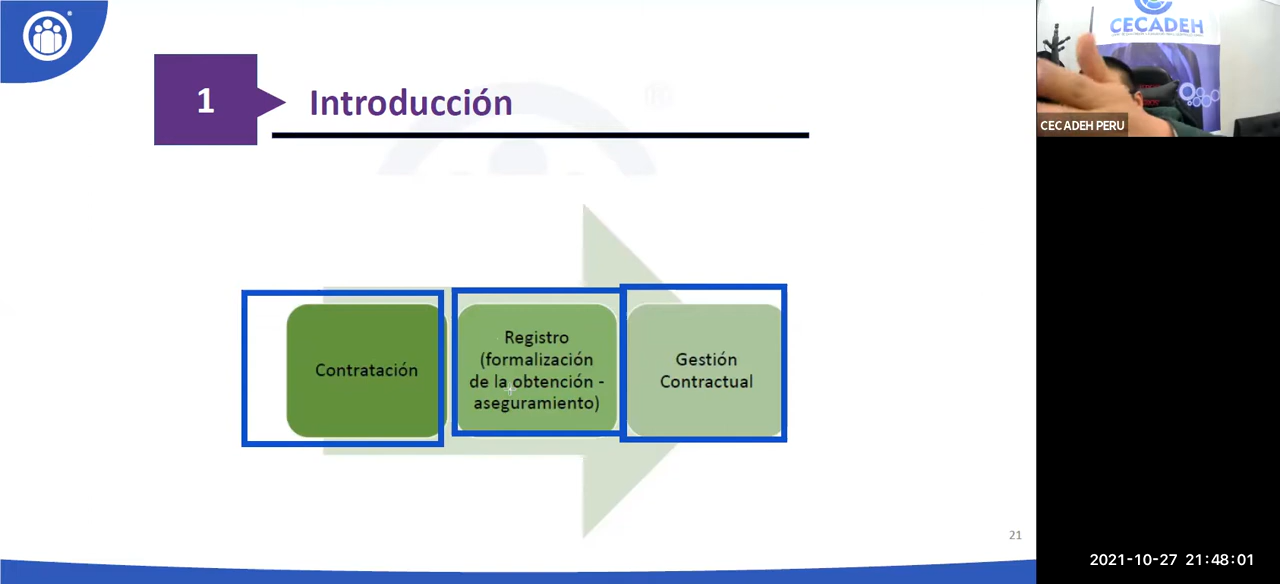 1
Introducción
Contratación
Registro
(formalización
de la obtención -
aseguramiento)
Gestión
Contractual
21
CECADEH
CECADEH PERU
2021-10-27 21:48:01